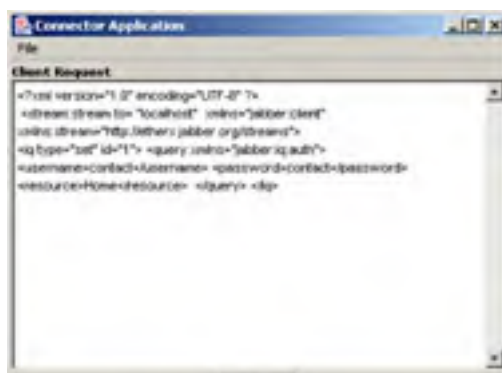 Connector Application
File
Client Request
<?xml version="1.0" encoding="UTF-8" ?>
<stream:stream to= "localhost" xmlns="jabber:client"
xmlns:stream="http://etherx.jabber.org/streams">
<iq type="set" id="1"> <query xmlns="jabber:iq:auth">
<username>contact</username> <password>contact</password>
<resource>Home</resource> </query> </iq>